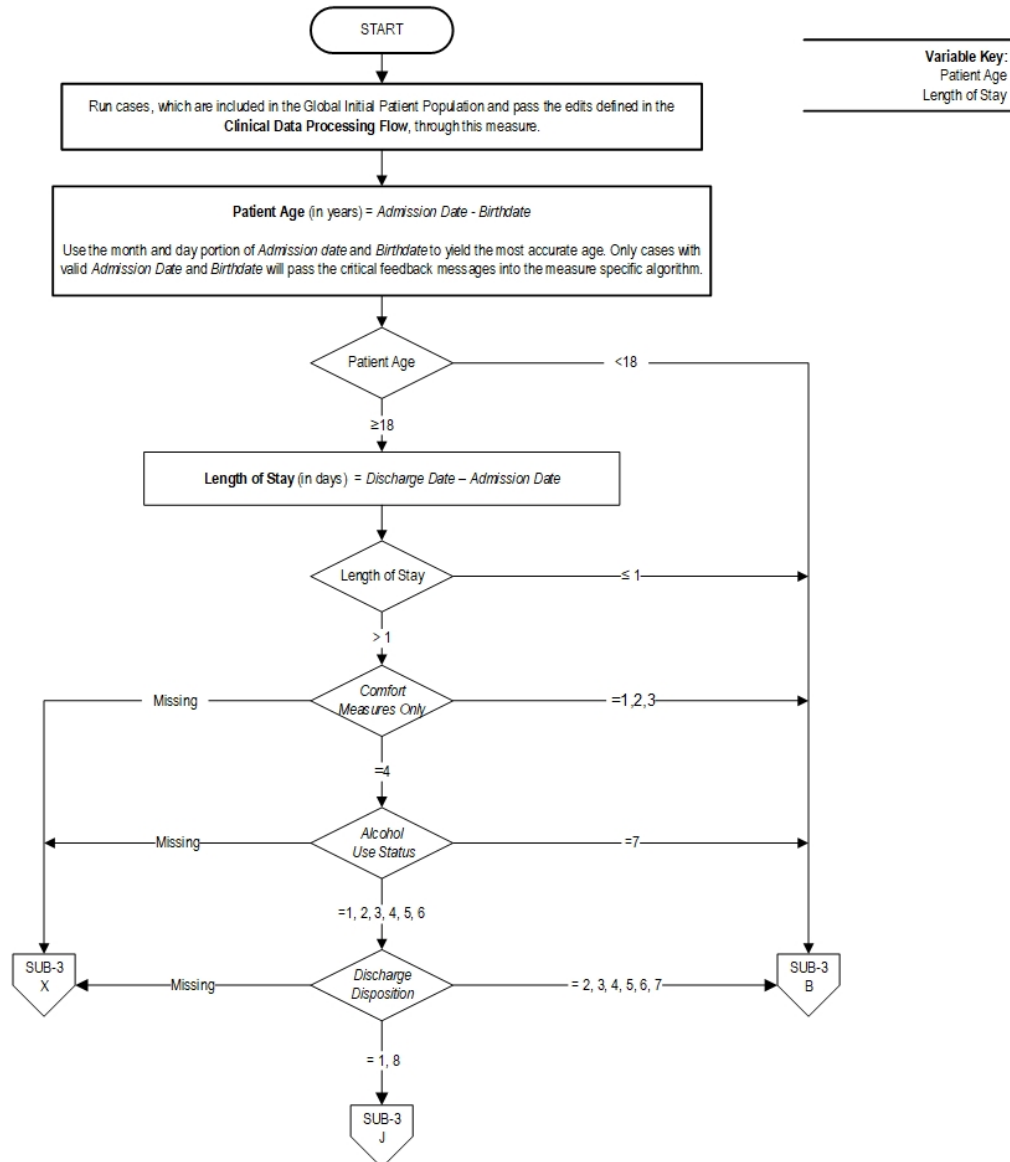 START
Variable Key:
Patient Age
Length of Stay
Run cases, which are included in the Global Initial Patient Population and pass the edits defined in the
Clinical Data Processing Flow, through this measure.
Patient Age (in years) = Admission Date - Birthdate
Use the month and day portion of Admission date and Birthdate to yield the most accurate age. Only cases with
valid Admission Date and Birthdate will pass the critical feedback messages into the measure specific algorithm.
Patient Age
<18
≥18
Length of Stay (in days) = Discharge Date – Admission Date
Length of Stay
≤ 1
> 1
Missing
Comfort
Measures Only
=1,2,3
=4
Missing
Alcohol
Use Status
=7
=1, 2, 3, 4, 5, 6
SUB-3
X
Missing
Discharge
Disposition
= 2, 3, 4, 5, 6, 7
SUB-3
B
= 1, 8
SUB-3
J